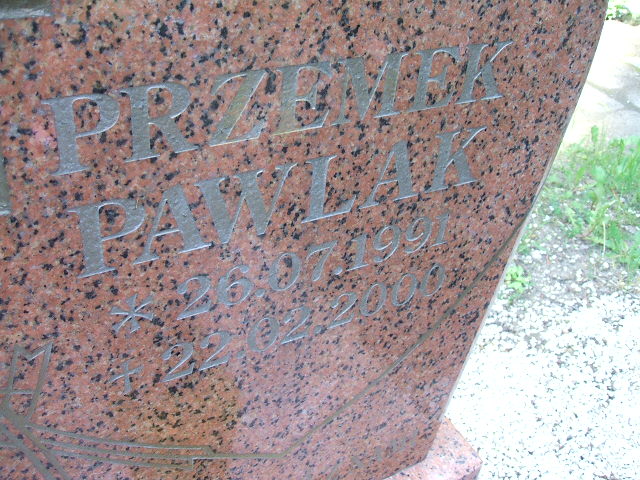 P. PRZEMEK
PAWLAK
* 26.07.1991
+ 22.02.2000